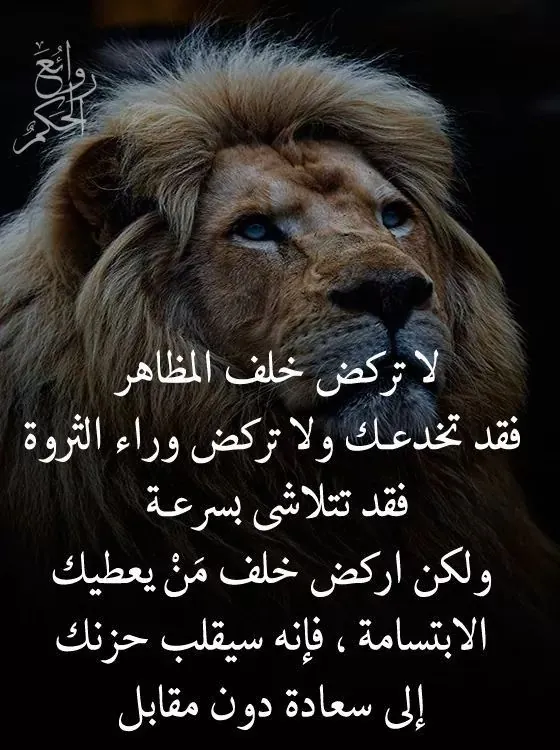 روائع
الحكم
لا تركض خلف المظاهر
فقد تخدعك ولا تركض وراء الثروة
فقد تتلاشى بسرعة
ولكن اركض خلف مَنْ يعطيك
الابتسامة ، فإنه سيقلب حزنك
إلى سعادة دون مقابل